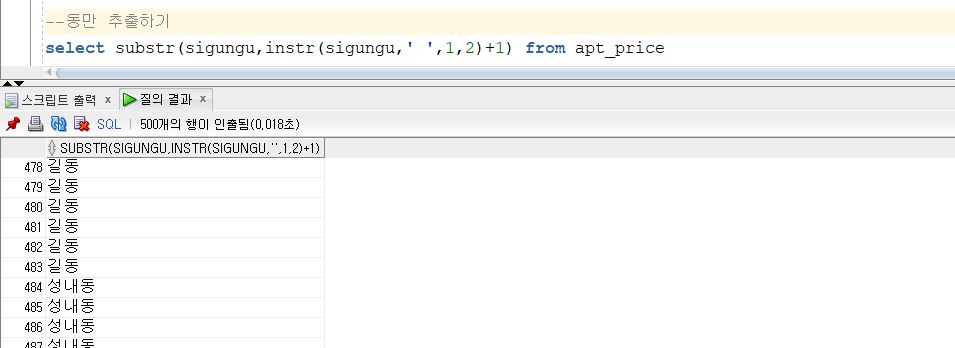 --동만 추출하기
select substr(sigungu,instr(sigungu,' ',1,2)+1) from apt_price
스크립트 출력 x 질의 결과 x
SQL | 500개의 행이 인출됨(0,018초)
SUBSTR(SIGUNGU,INSTR(SIGUNGU,'',1,2)+1)
478 길동
479 길동
480 길동
481 길동
482 길동
483 길동
484 성내동
485 성내동
486 성내동
487 성내동